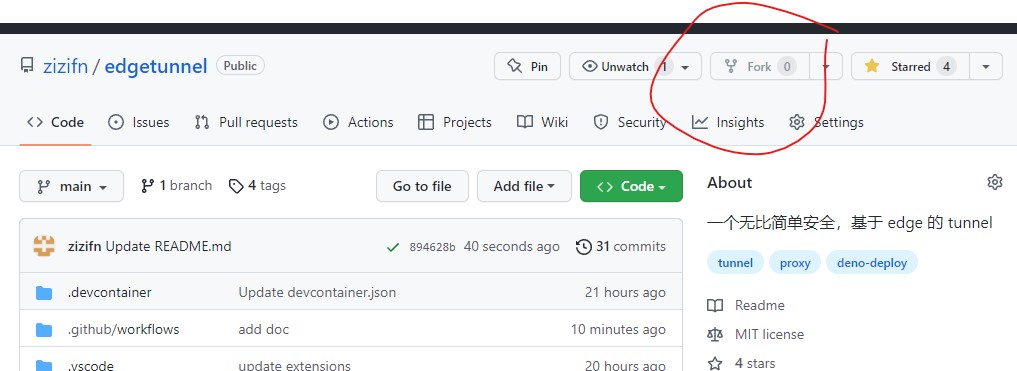 zizifn / edgetunnel Public
Pin
Unwatch 1
Fork 0
Starred 4
Code Issues Pull requests Actions Projects Wiki Security Insights Settings
main 1 branch 4 tags Go to file Add file Code
zizifn Update README.md 894628b 40 seconds ago 31 commits
.devcontainer Update devcontainer.json 21 hours ago
.github/workflows add doc 10 minutes ago
.vscode update extensions 20 hours ago
About
一个无比简单安全，基于 edge 的 tunnel
tunnel proxy deno-deploy
Readme
MIT license
4 stars